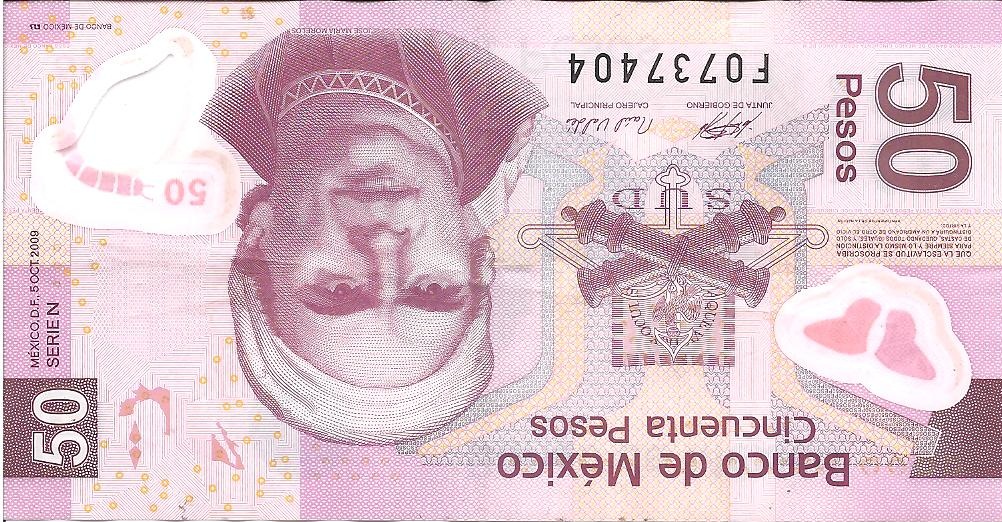 Banco de México
Cincuenta Pesos
QUE LA ESCLAVITUD SE PROSCRIBA
PARA SIEMPRE Y LO MISMO LA DISTINCIÓN
DE CASTAS, QUEDANDO TODOS IGUALES, Y SOLO
DISTINGUIRÁ A UN AMERICANO DE OTRO EL VICIO
Y LA VIRTUD.
SUD
50
Pesos
JUNTA DE GOBIERNO
CAJERO PRINCIPAL
F0737404
JOSE MARÍA MORELOS
50
BANCO DE MÉXICO
MÉXICO, D.F., 5 OCT 2009
SERIE N
50